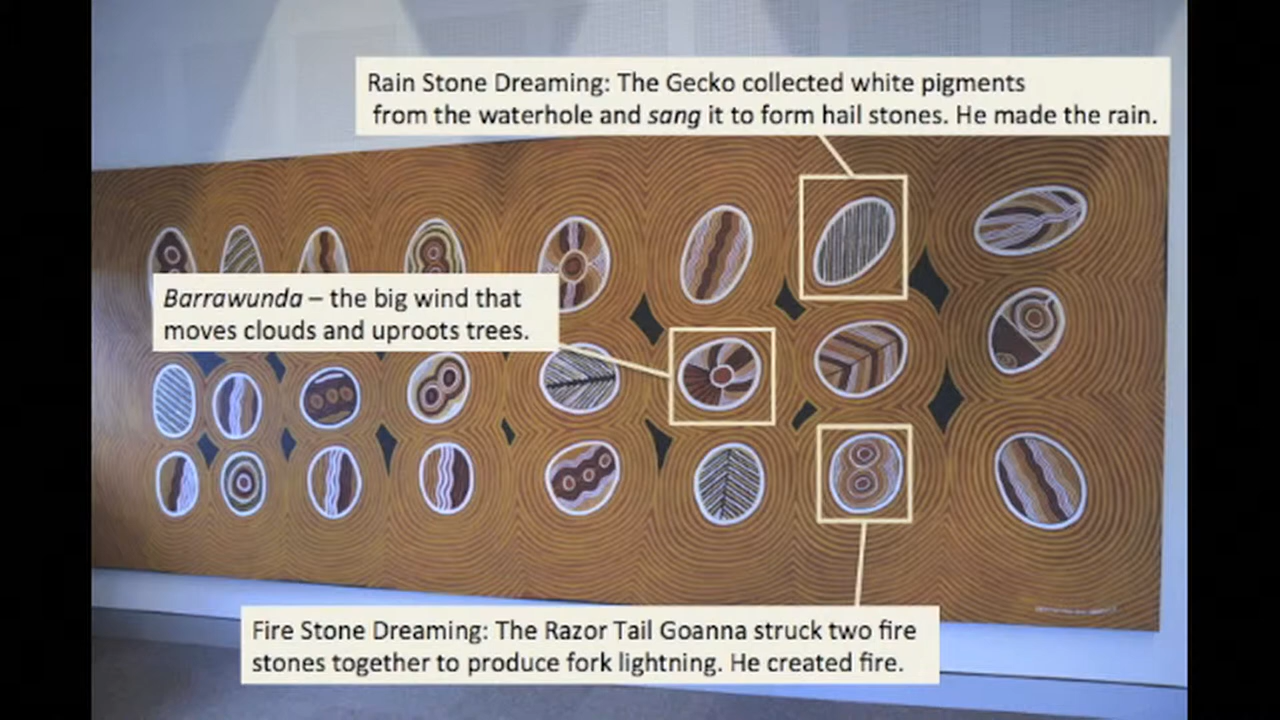 Rain Stone Dreaming: The Gecko collected white pigments
from the waterhole and sang it to form hail stones. He made the rain.
Barrawunda – the big wind that
moves clouds and uproots trees.
Fire Stone Dreaming: The Razor Tail Goanna struck two fire
stones together to produce fork lightning. He created fire.